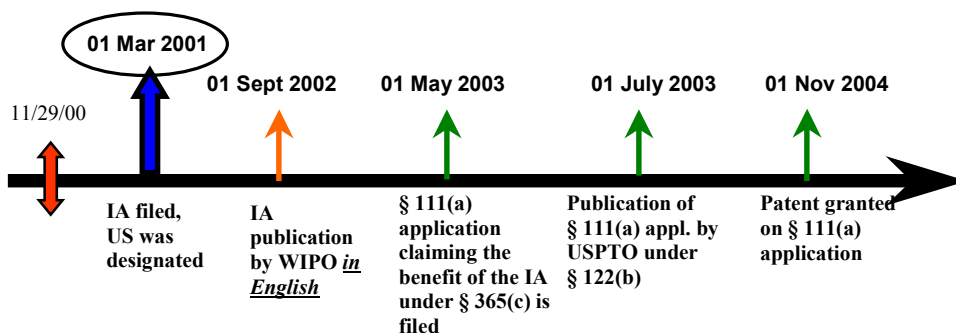 01 Mar 2001
01 Sept 2002
01 May 2003
01 July 2003
01 Nov 2004
11/29/00
IA filed,
US was
designated
IA
publication
by WIPO in
English
§ 111(a)
application
claiming the
benefit of the IA
under § 365(c) is
filed
Publication of
§ 111(a) appl. by
USPTO under
§ 122(b)
Patent granted
on § 111(a)
application